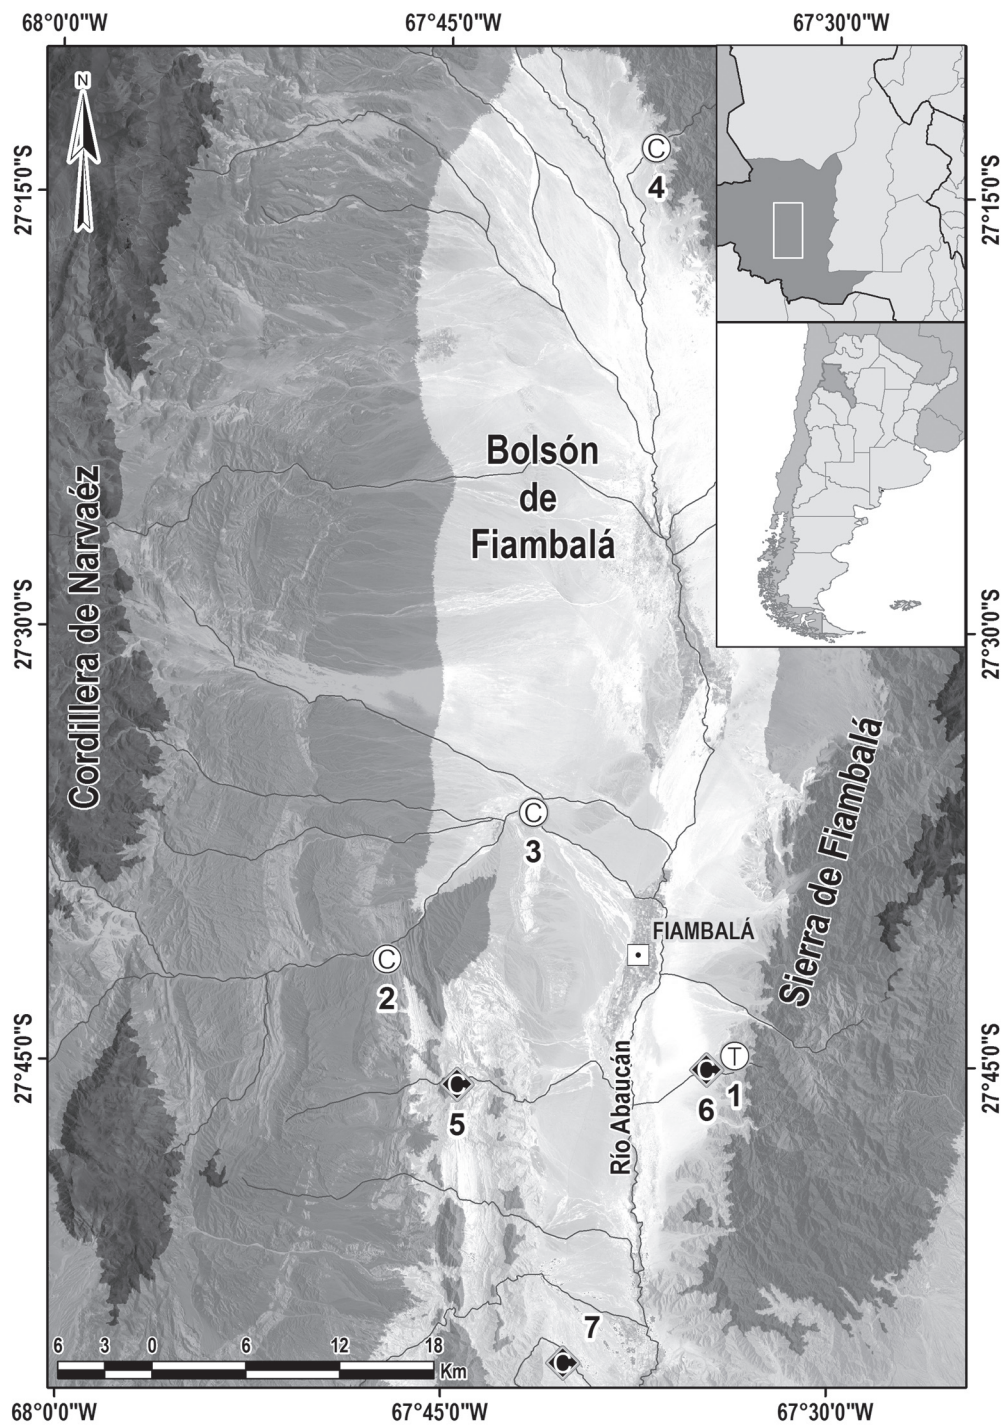 68°0'0"W
67°45'0"W
67°30'0"W
N
27°15'0"S
27°15'0"S
C
4
Bolsón
de
Fiambalá
Cordillera de Narvaéz
27°30'0"S
27°30'0"S
Sierra de Fiambalá
C
3
FIAMBALÁ
C
2
Río Abaucán
27°45'0"S
27°45'0"S
T
1
C
6
C
5
7
C
6 3 0 6 12 18
Km
68°0'0"W
67°45'0"W
67°30'0"W